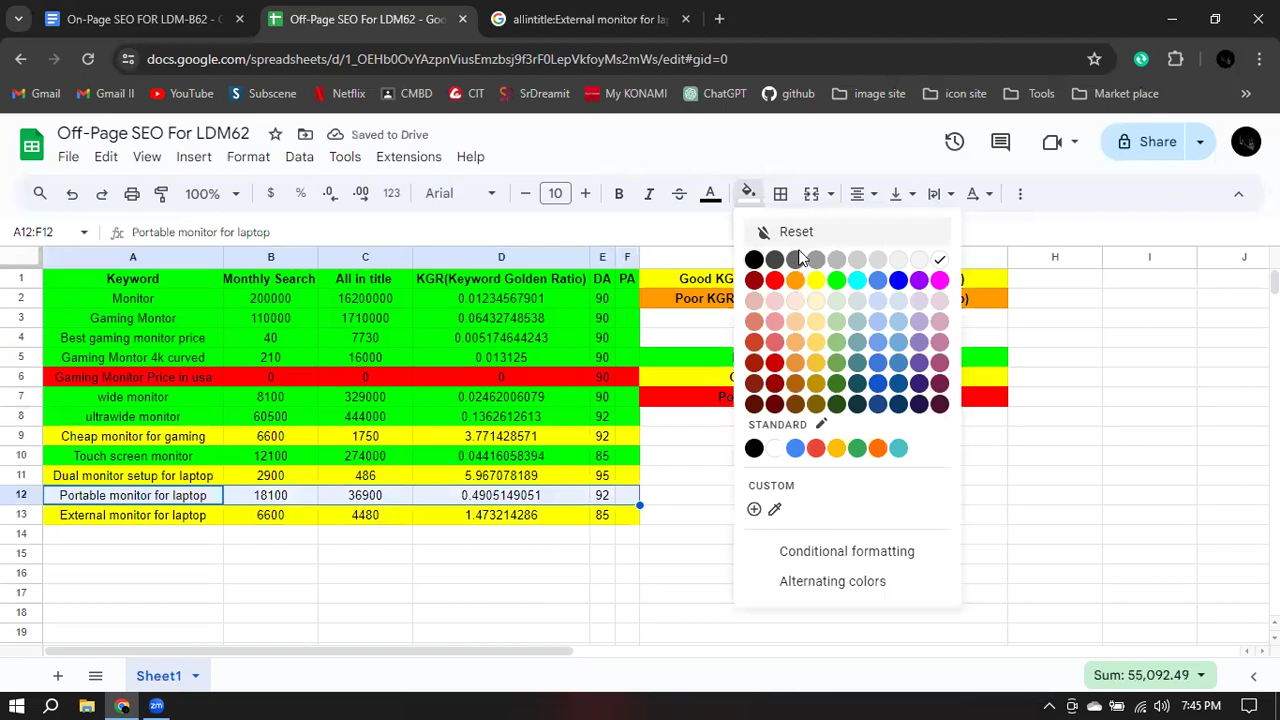 On-Page SEO For LDM-B62 - G
Off-Page SEO For LDM62 - Goo
allintitle:External monitor for lap
docs.google.com/spreadsheets/d/1_OEHb0OvYAzpnViusEmzbsj9f3rF0LepVkfoyMs2mWs/edit#gid=0
Gmail
Gmail II
YouTube
Subscene
Netflix
CMBD
CIT
SrDreamit
My KONAMI
ChatGPT
github
image site
icon site
Tools
Market place
Off-Page SEO For LDM62
Saved to Drive
File Edit View Insert Format Data Tools Extensions Help
Share
100% $ % .0 .00 123 Arial 10 B I S A
A12:F12 fx Portable monitor for laptop
Reset
A B C D E F H I J
1 Keyword Monthly Search All in title KGR(Keyword Golden Ratio) DA PA Good KG
2 Monitor 200000 16200000 0.01234567901 90 Poor KGR o)
3 Gaming Montor 110000 1710000 0.06432748538 90
4 Best gaming monitor price 40 7730 0.005174644243 90
5 Gaming Montor 4k curved 210 16000 0.013125 90
6 Gaming Monitor Price in usa 0 0 0 90
7 wide monitor 8100 329000 0.02462006079 90 Po
8 ultrawide monitor 60500 444000 0.1362612613 92
9 Cheap monitor for gaming 6600 1750 3.771428571 92
10 Touch screen monitor 12100 274000 0.04416058394 85
11 Dual monitor setup for laptop 2900 486 5.967078189 95
12 Portable monitor for laptop 18100 36900 0.4905149051 92
13 External monitor for laptop 6600 4480 1.473214286 85
14
15
16
17
18
19
STANDARD
CUSTOM
Conditional formatting
Alternating colors
Sheet1
Sum: 55,092.49
7:45 PM